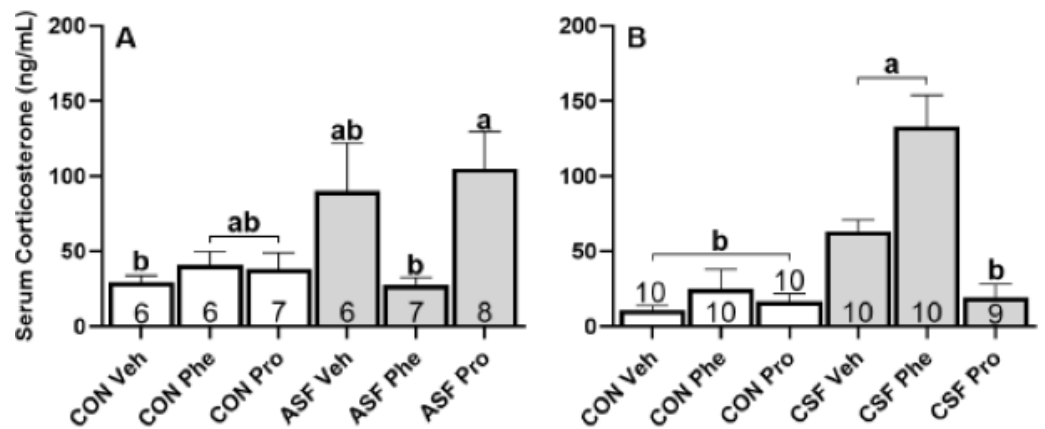 Serum Corticosterone (ng/mL)
A
200
150
100
50
0
b
ab
ab
b
a
6
6
7
6
7
8
CON Veh
CON Phe
CON Pro
ASF Veh
ASF Phe
ASF Pro
B
200
150
100
50
0
b
a
b
10
10
10
10
10
9
CON Veh
CON Phe
CON Pro
CSF Veh
CSF Phe
CSF Pro